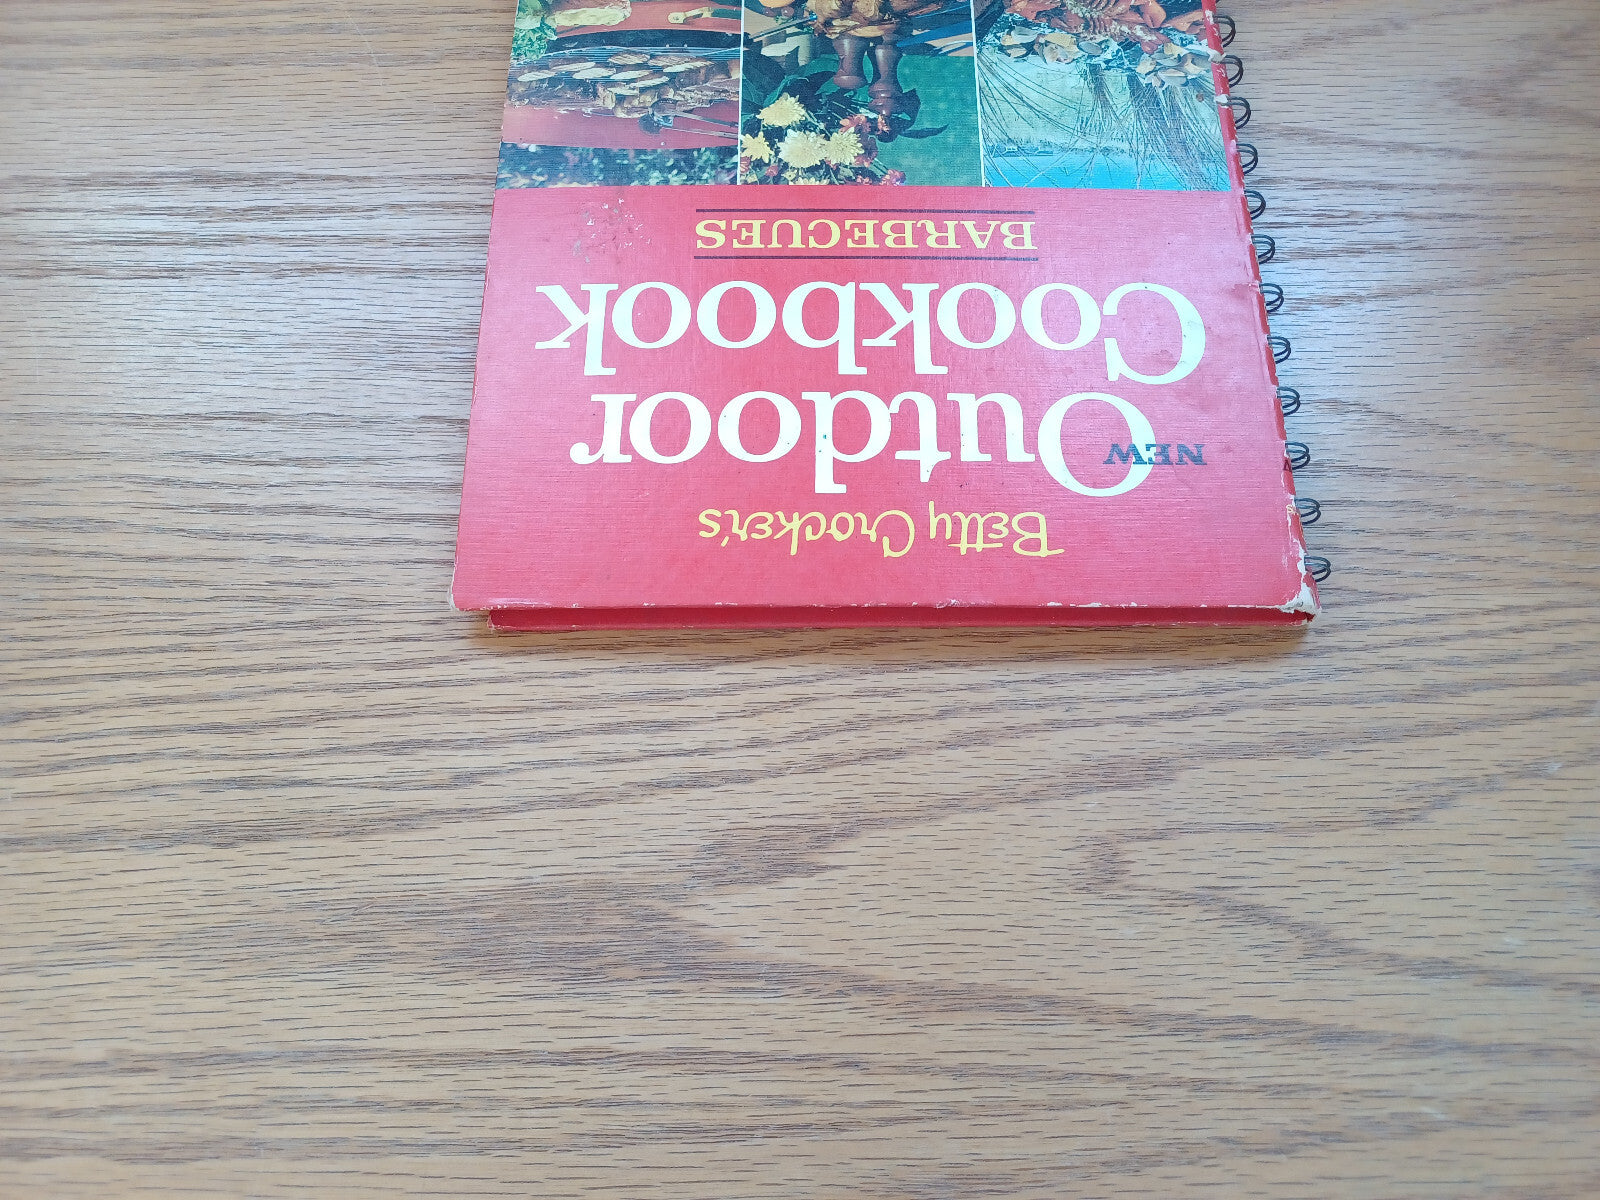 Betty Crocker's
NEW
Outdoor
Cookbook
BARBECUES